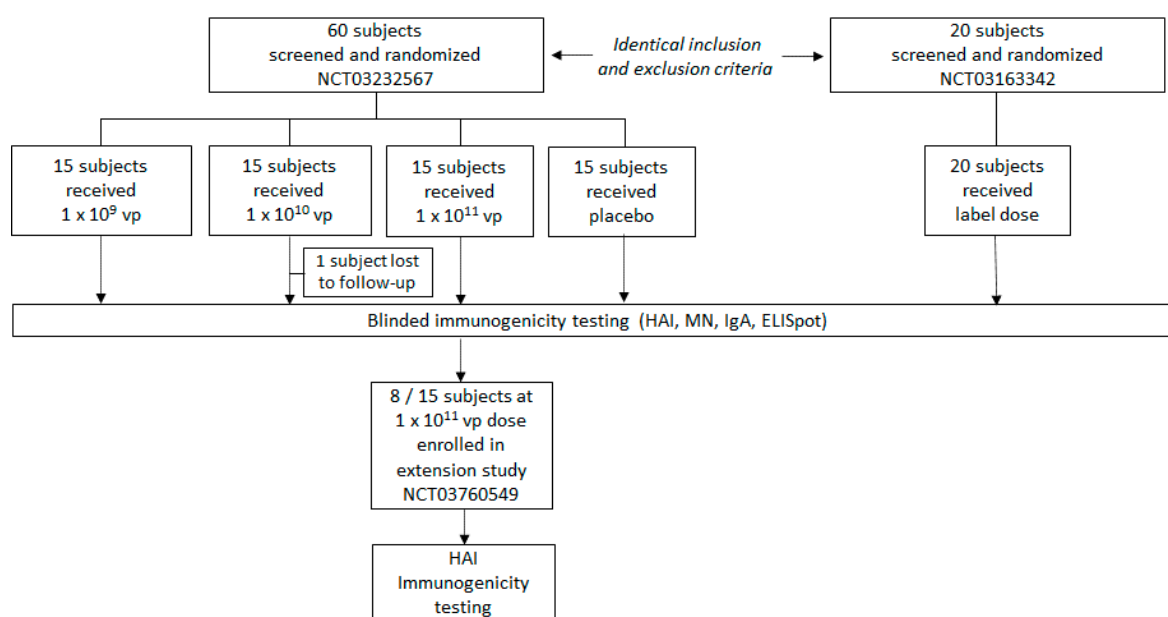 60 subjects
screened and randomized
NCT03232567
Identical inclusion
and exclusion criteria
20 subjects
screened and randomized
NCT03163342
15 subjects
received
1 x 10⁹ vp
15 subjects
received
1 x 10¹⁰ vp
15 subjects
received
1 x 10¹¹ vp
15 subjects
received
placebo
20 subjects
received
label dose
1 subject lost
to follow-up
Blinded immunogenicity testing (HAI, MN, IgA, ELISpot)
8 / 15 subjects at
1 x 10¹¹ vp dose
enrolled in
extension study
NCT03760549
HAI
Immunogenicity
testing